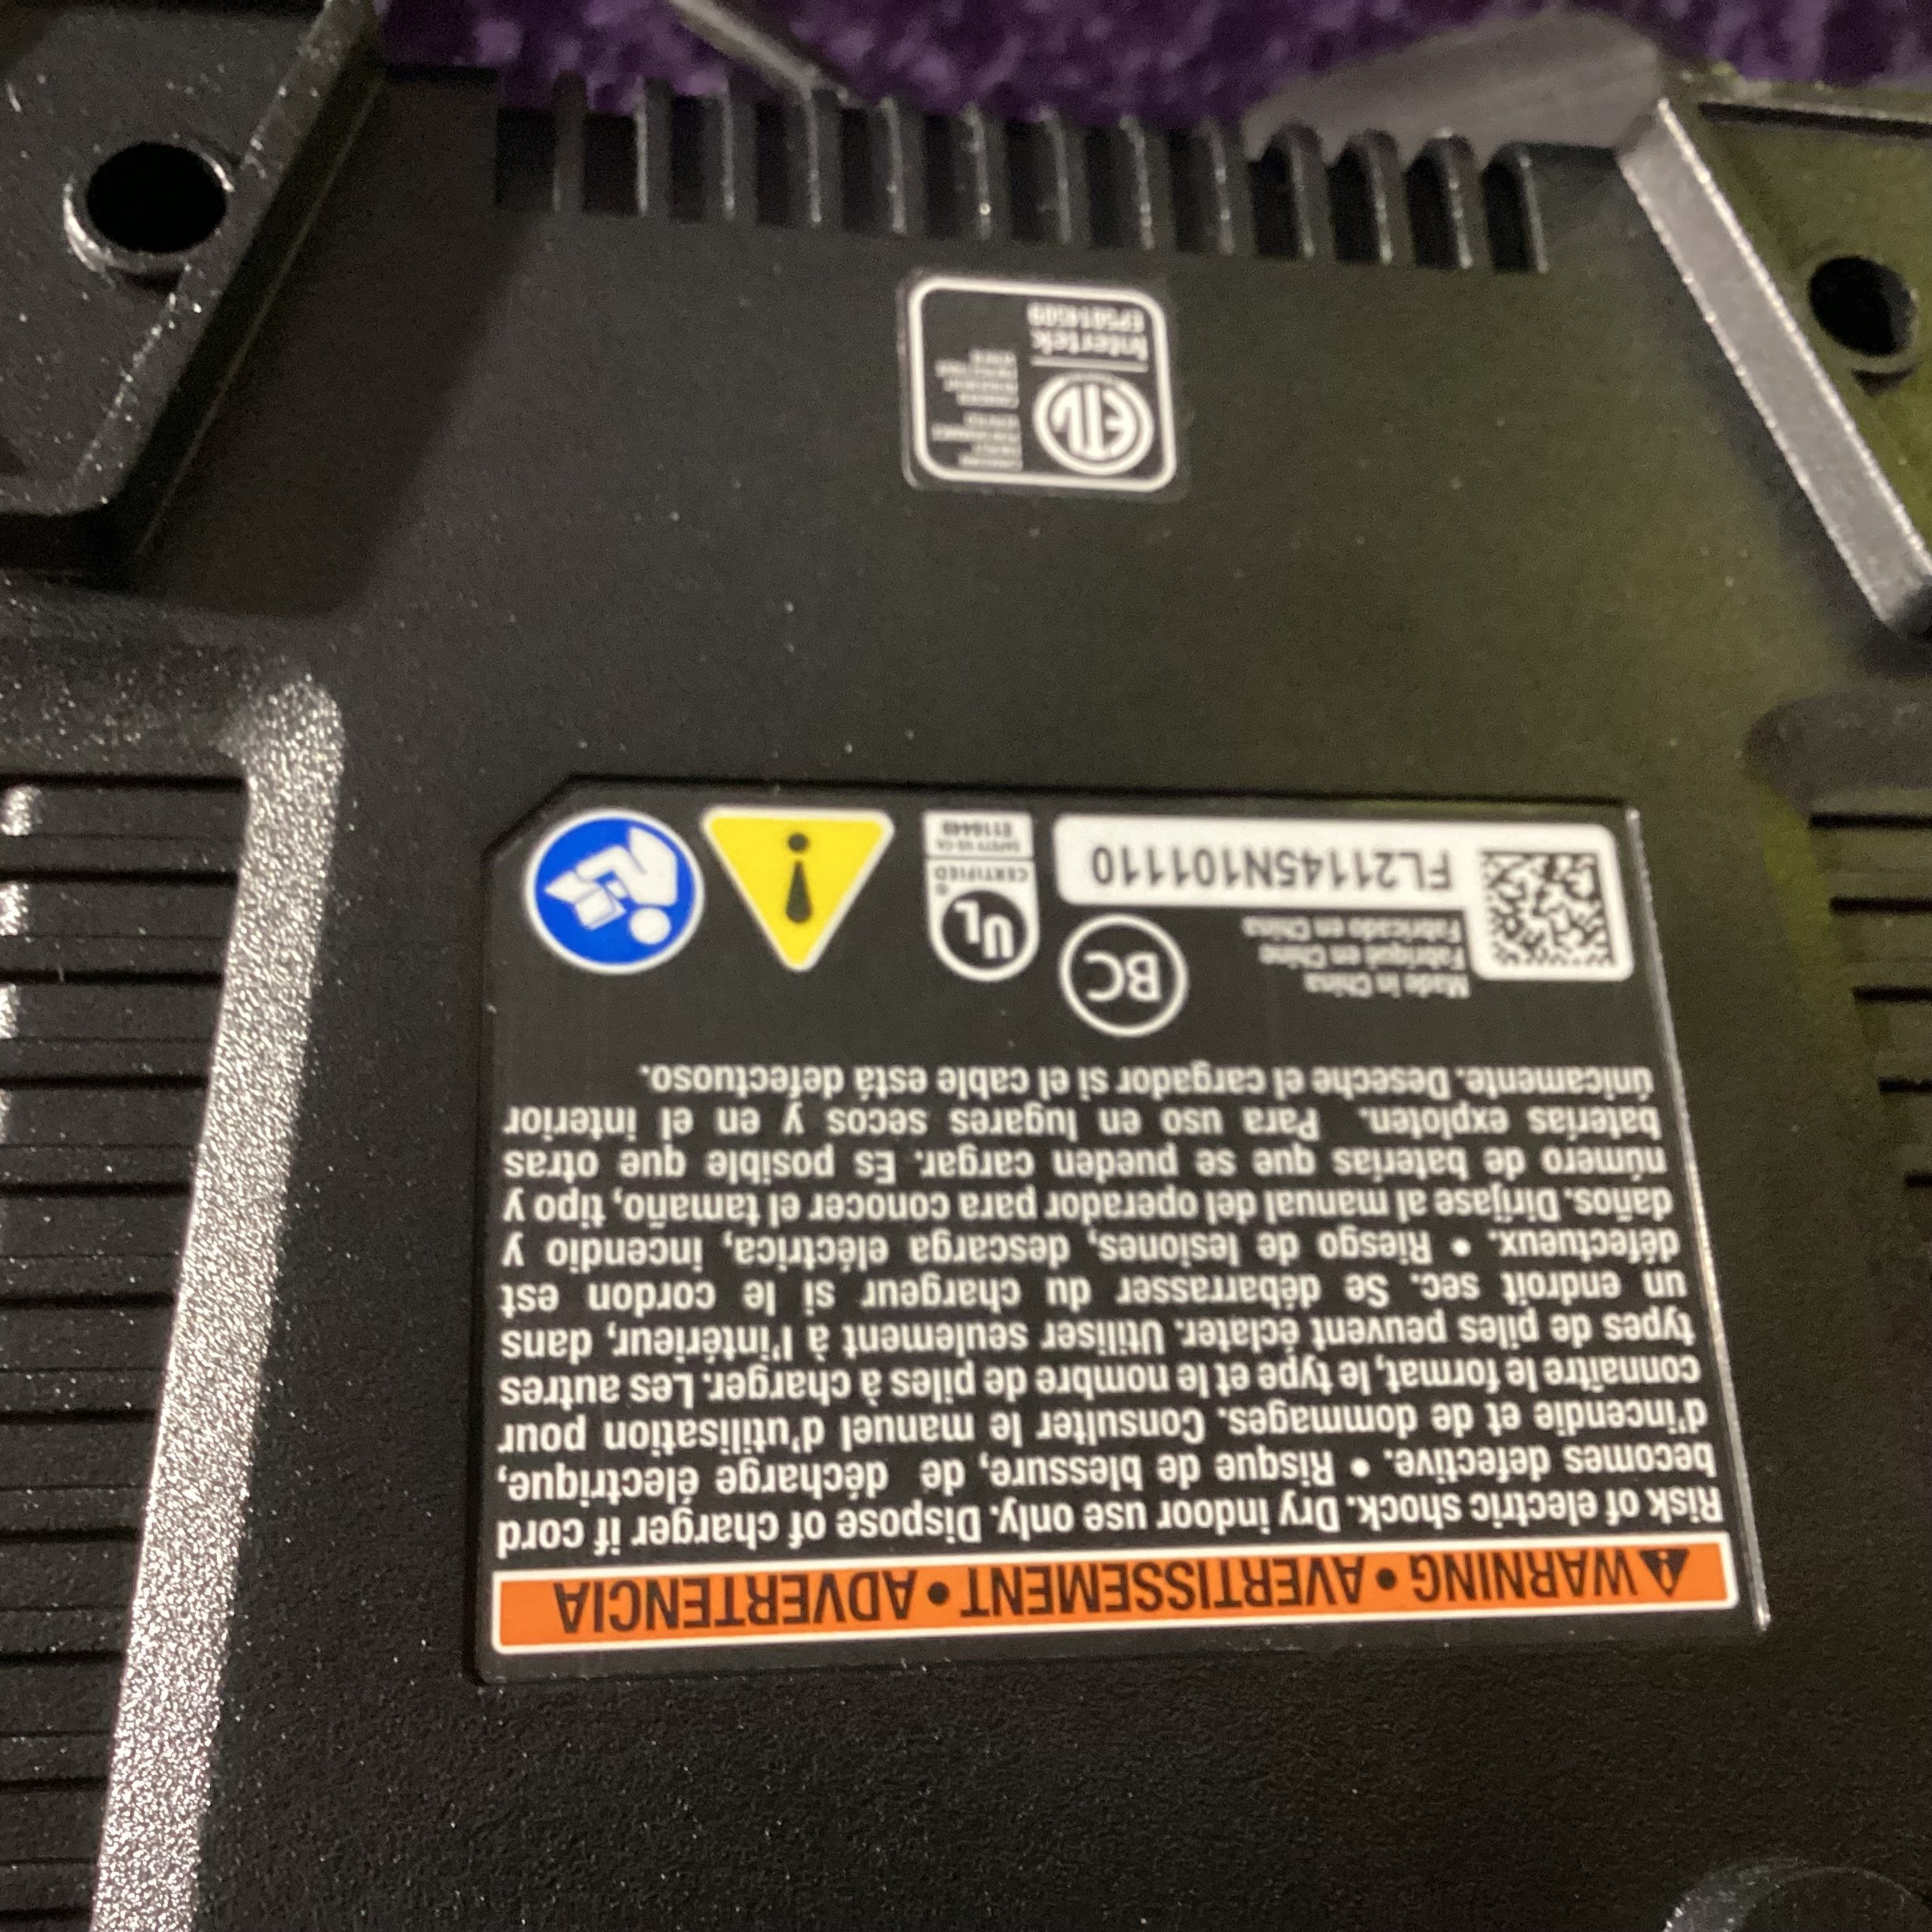 WARNING • AVERTISSEMENT • ADVERTENCIA
Risk of electric shock. Dry indoor use only. Dispose of charger if cord
becomes defective. • Risque de blessure, de décharge électrique,
d'incendie et de dommages. Consulter le manuel d'utilisation pour
connaître le format, le type et le nombre de piles à charger. Les autres
types de piles peuvent éclater. Utiliser seulement à l'intérieur, dans
un endroit sec. Se débarrasser du chargeur si le cordon est
défectueux. • Riesgo de lesiones, descarga eléctrica, incendio y
daños. Diríjase al manual del operador para conocer el tamaño, tipo y
número de baterías que se pueden cargar. Es posible que otras
baterías exploten. Para uso en lugares secos y en el interior
únicamente. Deseche el cargador si el cable está defectuoso.
Made in China
Fabriqué en Chine
Fabricado en China
FL21145N101110
BC
UL
CERTIFIED
SAFETY US-CA
ETL
Intertek